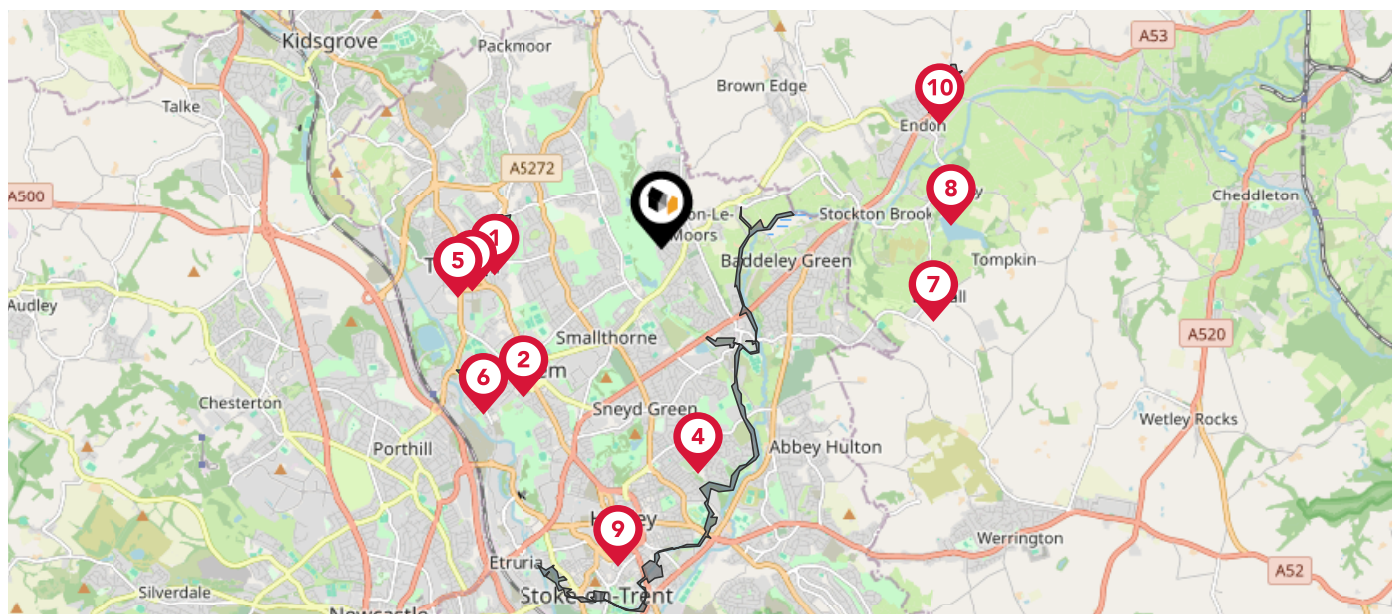 Kidsgrove
Packmoor
A53
Talke
Brown Edge
10
Endon
A5272
A500
8
Cheddleton
Stockton Brook
Moors
1
5
Baddeley Green
Tompkin
7
Audley
A520
Smallthorne
2
6
Chesterton
Sneyd Green
4
Wetley Rocks
Porthill
Abbey Hulton
9
Werrington
Etruria
A52
Silverdale
Stoke-on-Trent
Newcastle